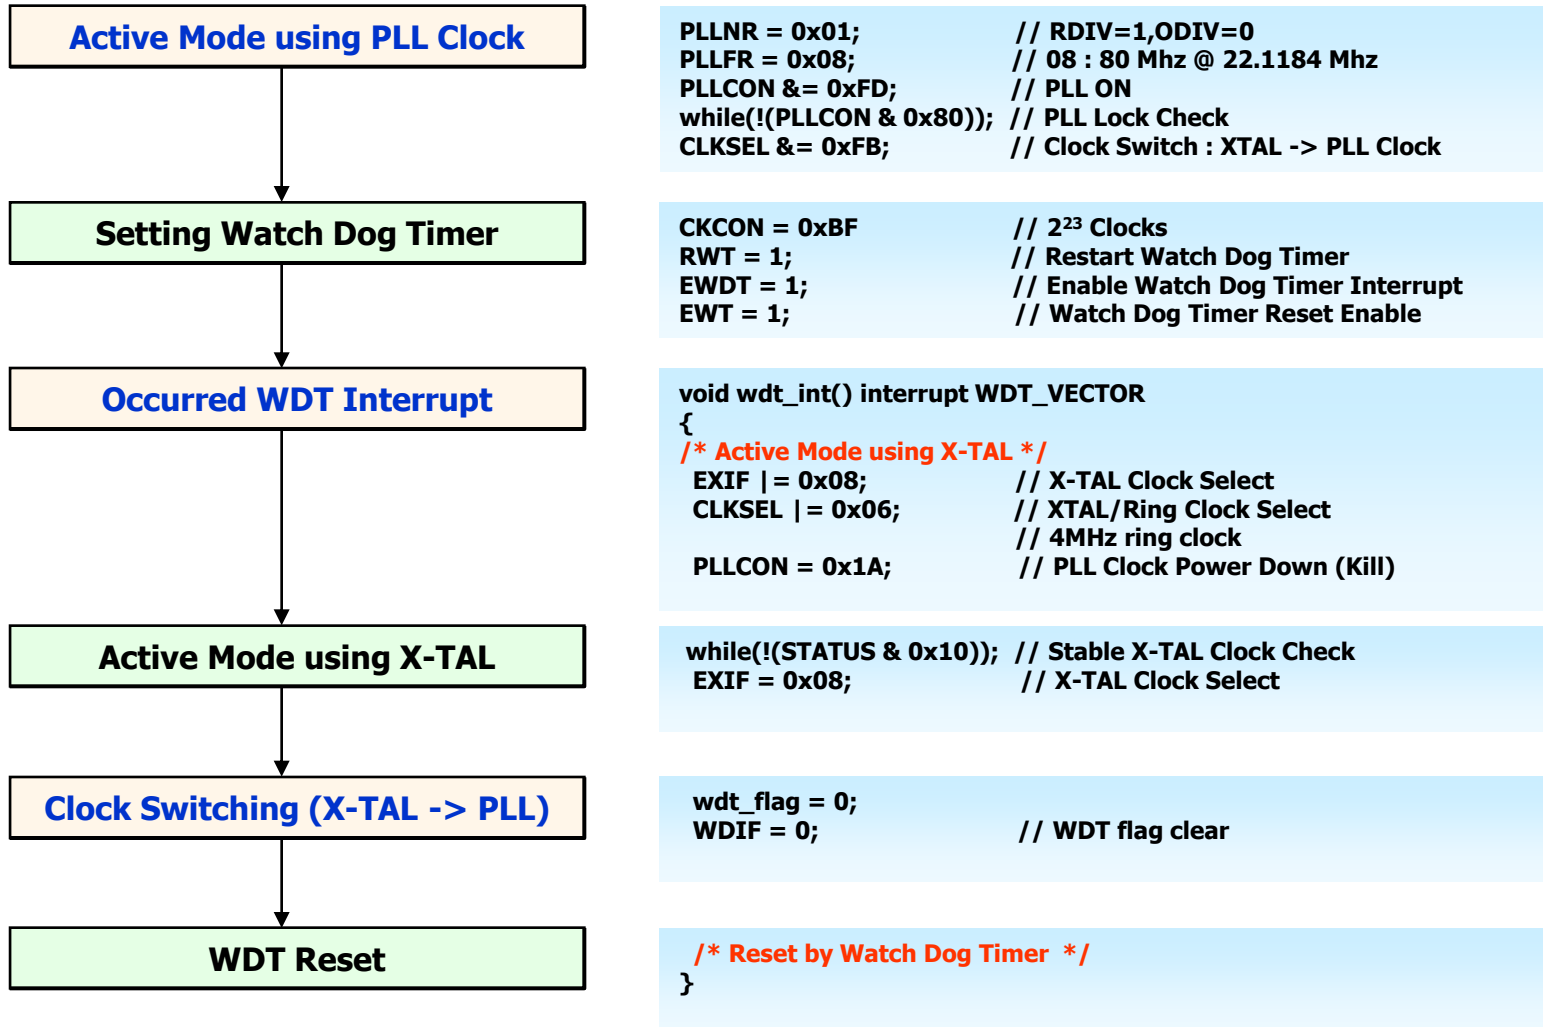 Active Mode using PLL Clock
PLLNR = 0x01; // RDIV=1,ODIV=0
PLLFR = 0x08; // 08 : 80 Mhz @ 22.1184 Mhz
PLLCON &= 0xFD; // PLL ON
while(!(PLLCON & 0x80)); // PLL Lock Check
CLKSEL &= 0xFB; // Clock Switch : XTAL -> PLL Clock
Setting Watch Dog Timer
CKCON = 0xBF // 2²³ Clocks
RWT = 1; // Restart Watch Dog Timer
EWDT = 1; // Enable Watch Dog Timer Interrupt
EWT = 1; // Watch Dog Timer Reset Enable
Occurred WDT Interrupt
void wdt_int() interrupt WDT_VECTOR
{
/* Active Mode using X-TAL */
EXIF |= 0x08; // X-TAL Clock Select
CLKSEL |= 0x06; // XTAL/Ring Clock Select
// 4MHz ring clock
PLLCON = 0x1A; // PLL Clock Power Down (Kill)
Active Mode using X-TAL
while(!(STATUS & 0x10)); // Stable X-TAL Clock Check
EXIF = 0x08; // X-TAL Clock Select
Clock Switching (X-TAL -> PLL)
wdt_flag = 0;
WDIF = 0; // WDT flag clear
WDT Reset
/* Reset by Watch Dog Timer */
}